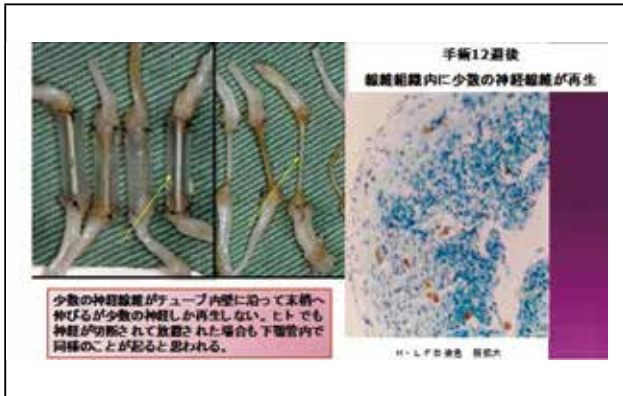 手術12週後
線維組織内に少数の神経線維が再生
少数の神経線維がチューブ内壁に沿って末梢へ
伸びるが少数の神経しか再生しない。ヒトでも
神経が切断されて放置された場合も下顎管内で
同様のことが起ると思われる。